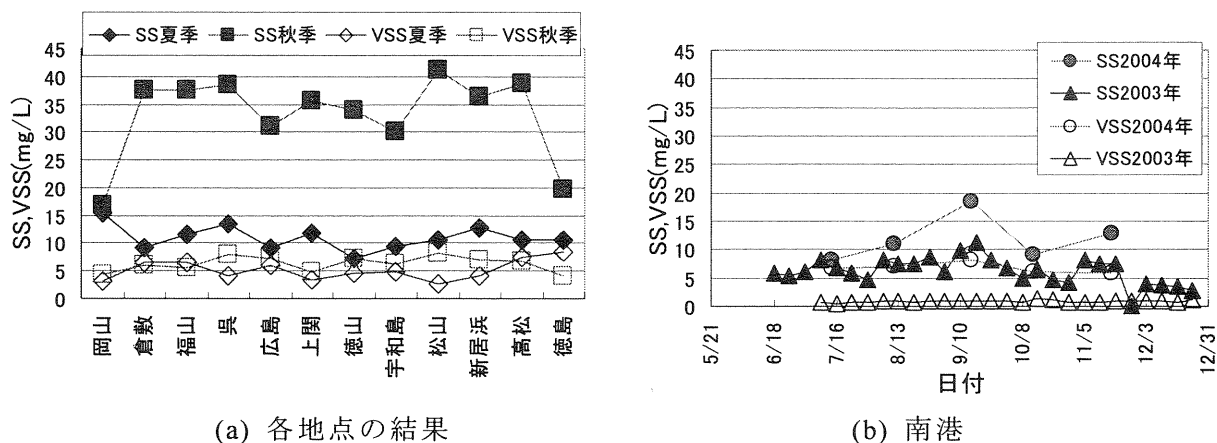 SS夏季 SS秋季 VSS夏季 VSS秋季
SS,VSS(mg/L)
45
40
35
30
25
20
15
10
5
0
岡山 倉敷 福山 呉 広島 上関 徳山 宇和島 松山 新居浜 高松 徳島
(a) 各地点の結果
SS2004年
SS2003年
VSS2004年
VSS2003年
SS,VSS(mg/L)
45
40
35
30
25
20
15
10
5
0
5/21 6/18 7/16 8/13 9/10 10/8 11/5 12/3 12/31
日付
(b) 南港